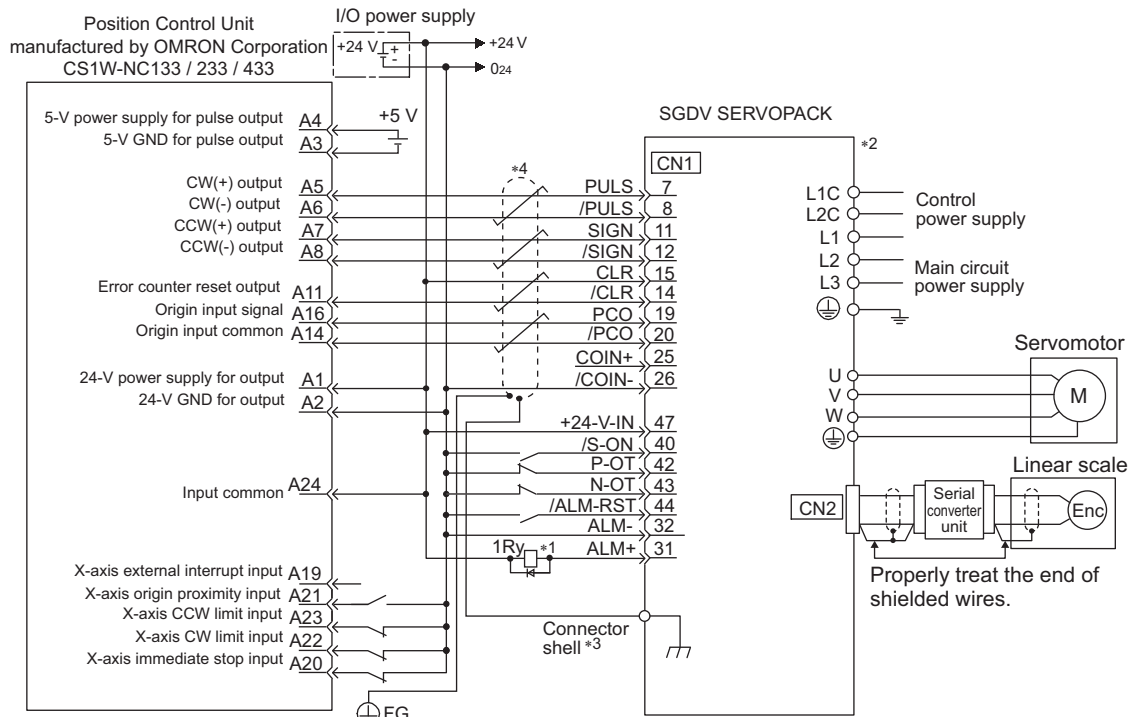 I/O power supply
Position Control Unit
manufactured by OMRON Corporation
CS1W-NC133 / 233 / 433
+24 V
+
-
+24 V
024
5-V power supply for pulse output A4
+5 V
5-V GND for pulse output A3
CW(+) output A5
CW(-) output A6
CCW(+) output A7
CCW(-) output A8
Error counter reset output A11
Origin input signal A16
Origin input common A14
24-V power supply for output A1
24-V GND for output A2
Input common A24
X-axis external interrupt input A19
X-axis origin proximity input A21
X-axis CCW limit input A23
X-axis CW limit input A22
X-axis immediate stop input A20
*4
SGDV SERVOPACK
*2
CN1
PULS 7
/PULS 8
SIGN 11
/SIGN 12
CLR 15
/CLR 14
PCO 19
/PCO 20
COIN+ 25
/COIN- 26
+24-V-IN 47
/S-ON 40
P-OT 42
N-OT 43
/ALM-RST 44
ALM- 32
1Ry *1 ALM+ 31
Connector
shell *3
FG
L1C
L2C
Control
power supply
L1
L2
L3
Main circuit
power supply
Servomotor
U
V
W
M
Linear scale
CN2
Serial
converter
unit
Enc
Properly treat the end of
shielded wires.